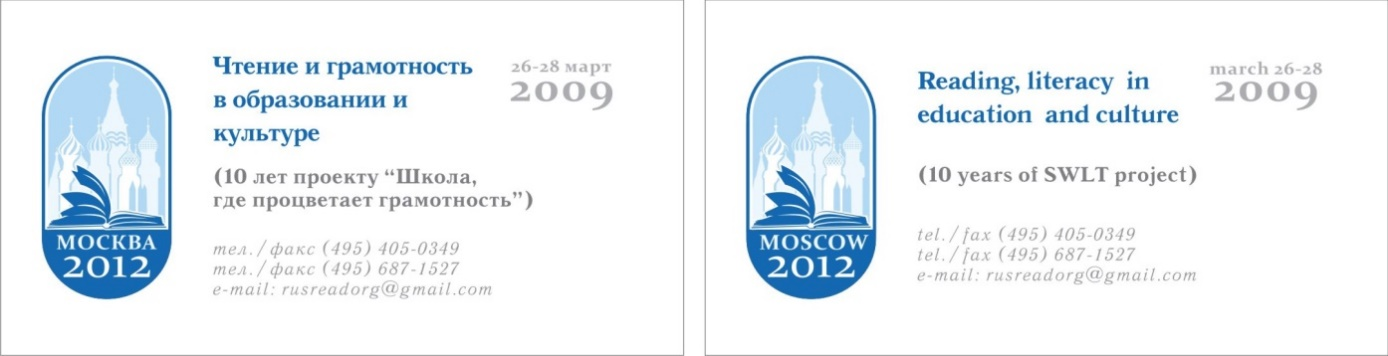 Чтение и грамотность
в образовании и
культуре
26-28 март
2009
(10 лет проекту “Школа,
где процветает грамотность”)
тел./факс (495) 405-0349
тел./факс (495) 687-1527
e-mail: rusreadorg@gmail.com
МОСКВА
2012
Reading, literacy in
education and culture
march 26-28
2009
(10 years of SWLT project)
tel./fax (495) 405-0349
tel./fax (495) 687-1527
e-mail: rusreadorg@gmail.com
MOSCOW
2012